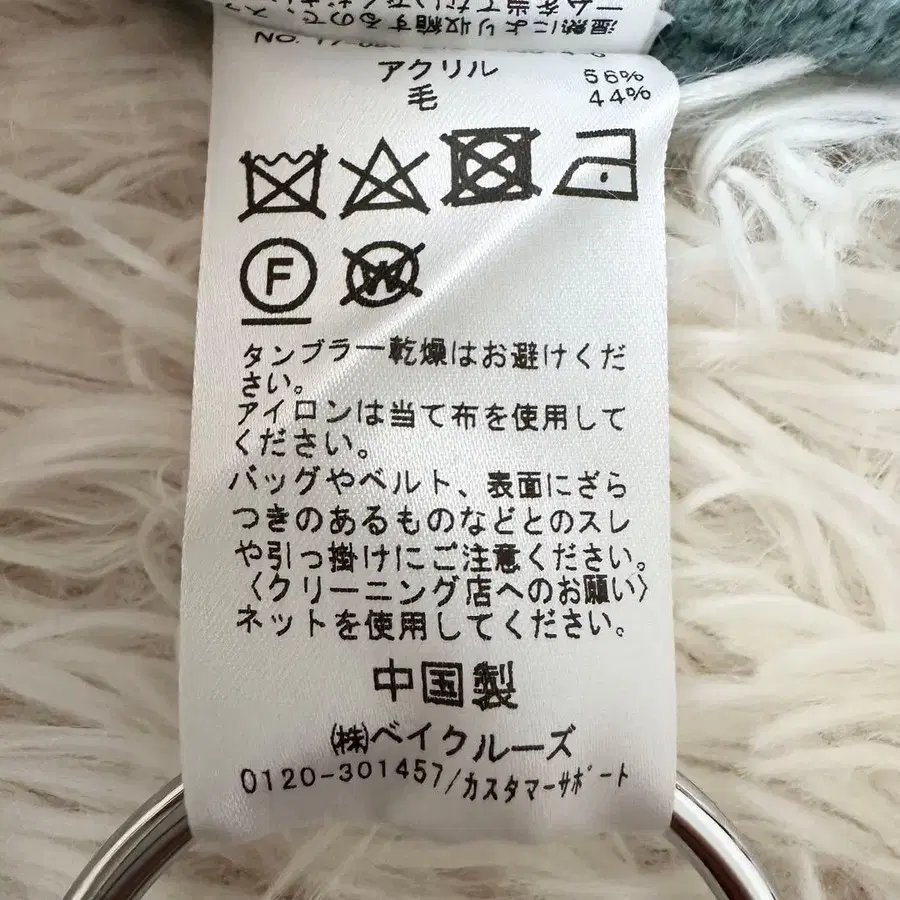 アクリル 56%
毛 44%
F
W
タンブラー乾燥はお避けくだ
さい。
アイロンは当て布を使用して
ください。
バッグやベルト、表面にざら
つきのあるものなどとのスレ
や引っ掛けにご注意ください。
〈クリーニング店へのお願い〉
ネットを使用してください。
中国製
㈱ベイクルーズ
0120-301457/カスタマーサポート